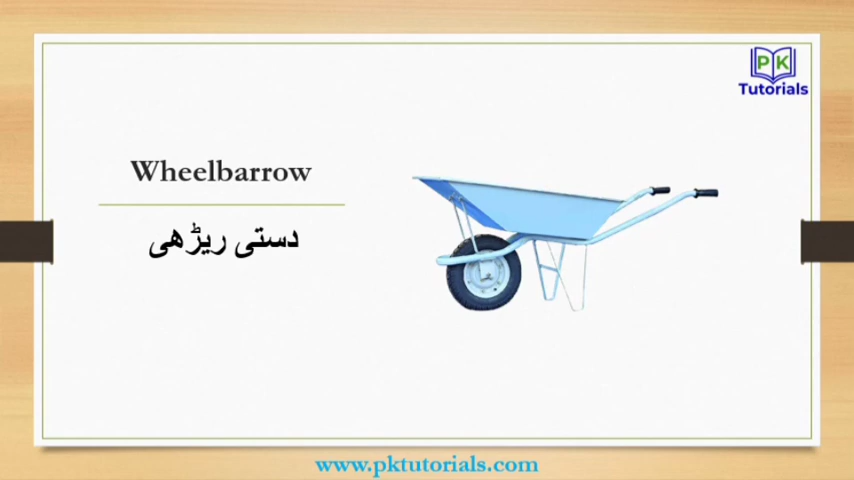 PK
Tutorials
Wheelbarrow
دستی ریڑھی
www.pktutorials.com